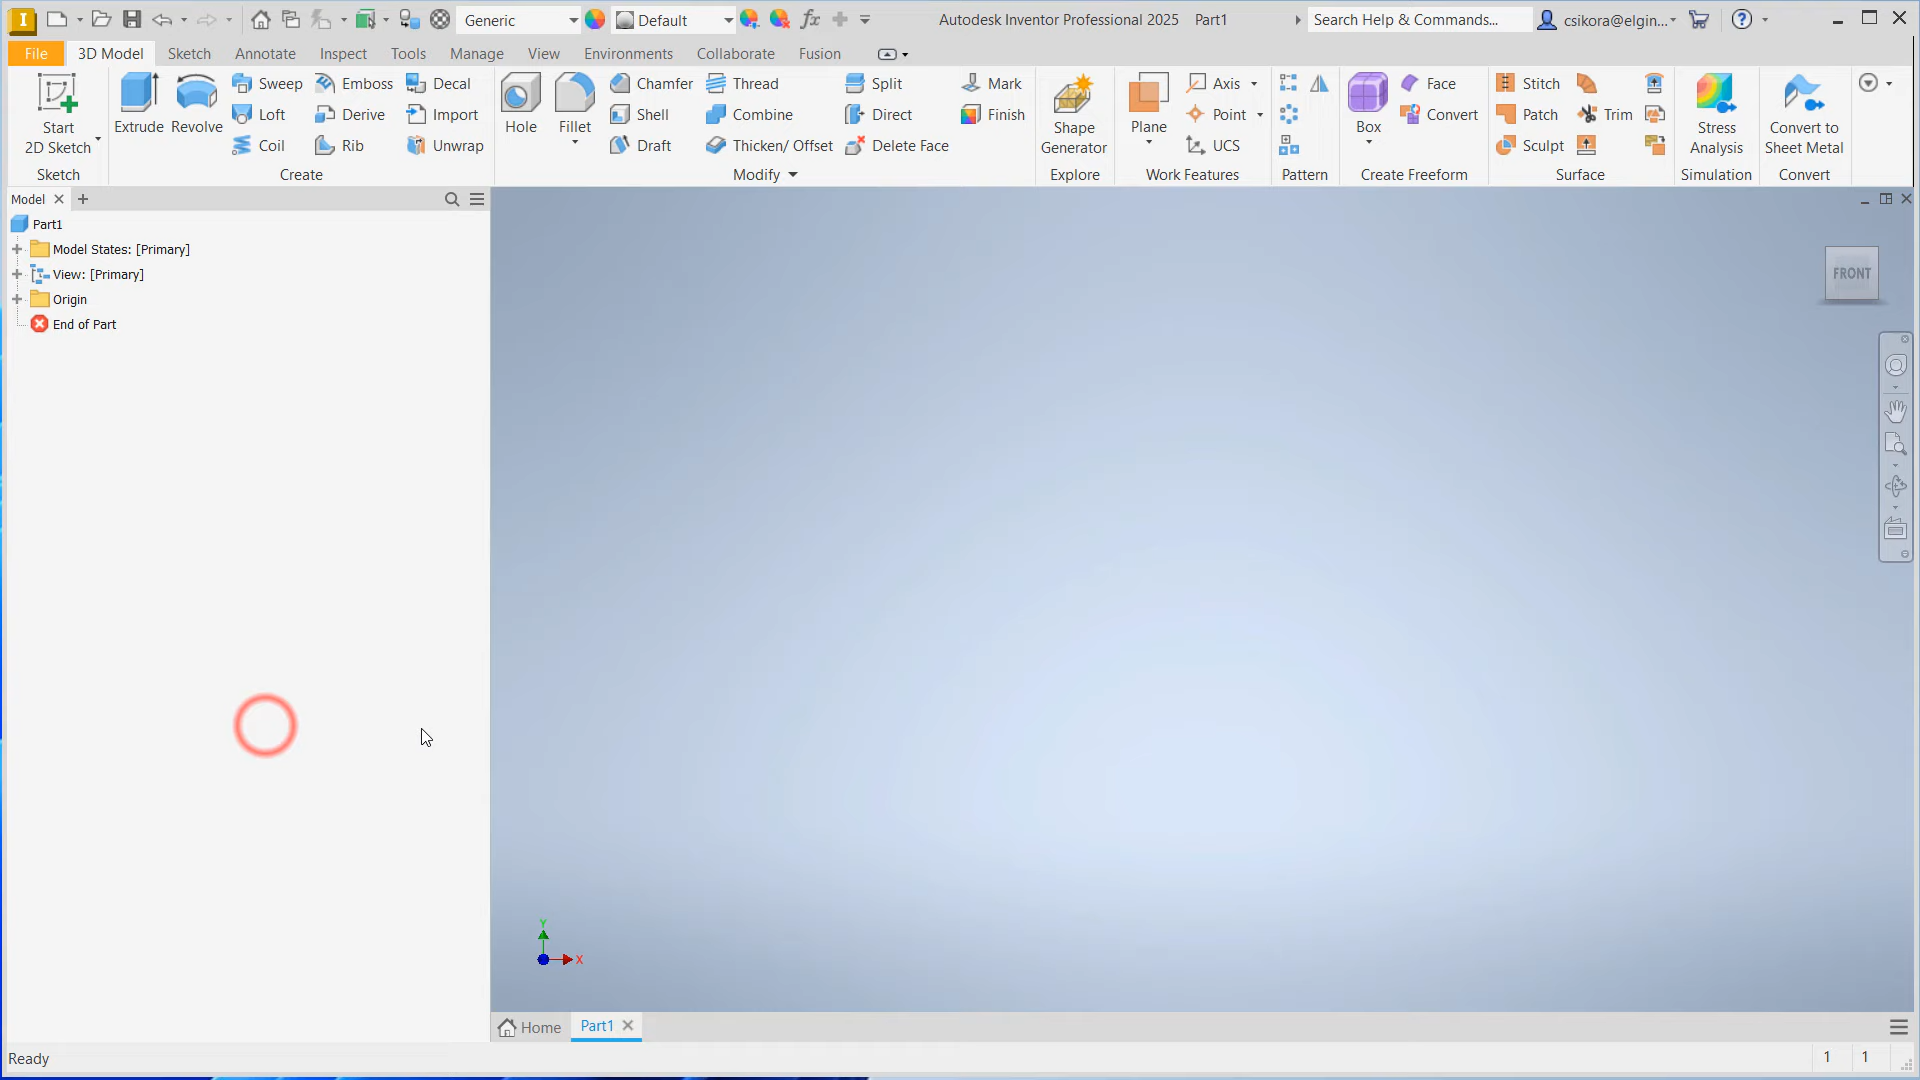 Generic
Default
fx
Autodesk Inventor Professional 2025 Part1
Search Help & Commands...
csikora@elgin...
File 3D Model Sketch Annotate Inspect Tools Manage View Environments Collaborate Fusion
Start
2D Sketch
Sketch
Extrude
Revolve
Sweep
Loft
Coil
Emboss
Derive
Rib
Decal
Import
Unwrap
Create
Hole
Fillet
Chamfer
Shell
Draft
Thread
Combine
Thicken/ Offset
Split
Direct
Delete Face
Mark
Finish
Modify
Shape
Generator
Explore
Plane
Axis
Point
UCS
Work Features
Pattern
Box
Face
Convert
Create Freeform
Stitch
Patch
Sculpt
Trim
Surface
Stress
Analysis
Simulation
Convert to
Sheet Metal
Convert
Model
Part1
Model States: [Primary]
View: [Primary]
Origin
End of Part
FRONT
Y
X
Home
Part1
Ready
1 1